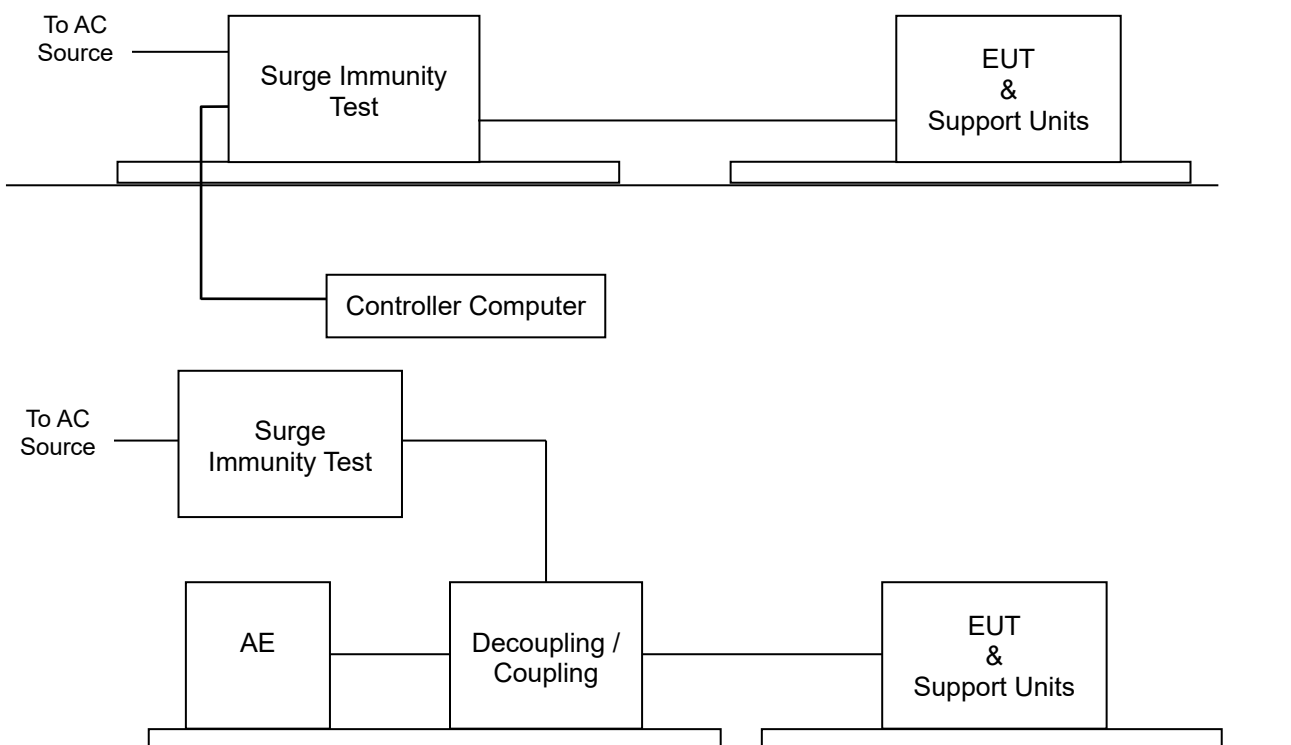 To AC
Source
Surge Immunity
Test
EUT
&
Support Units
Controller Computer
To AC
Source
Surge
Immunity Test
AE
Decoupling /
Coupling
EUT
&
Support Units